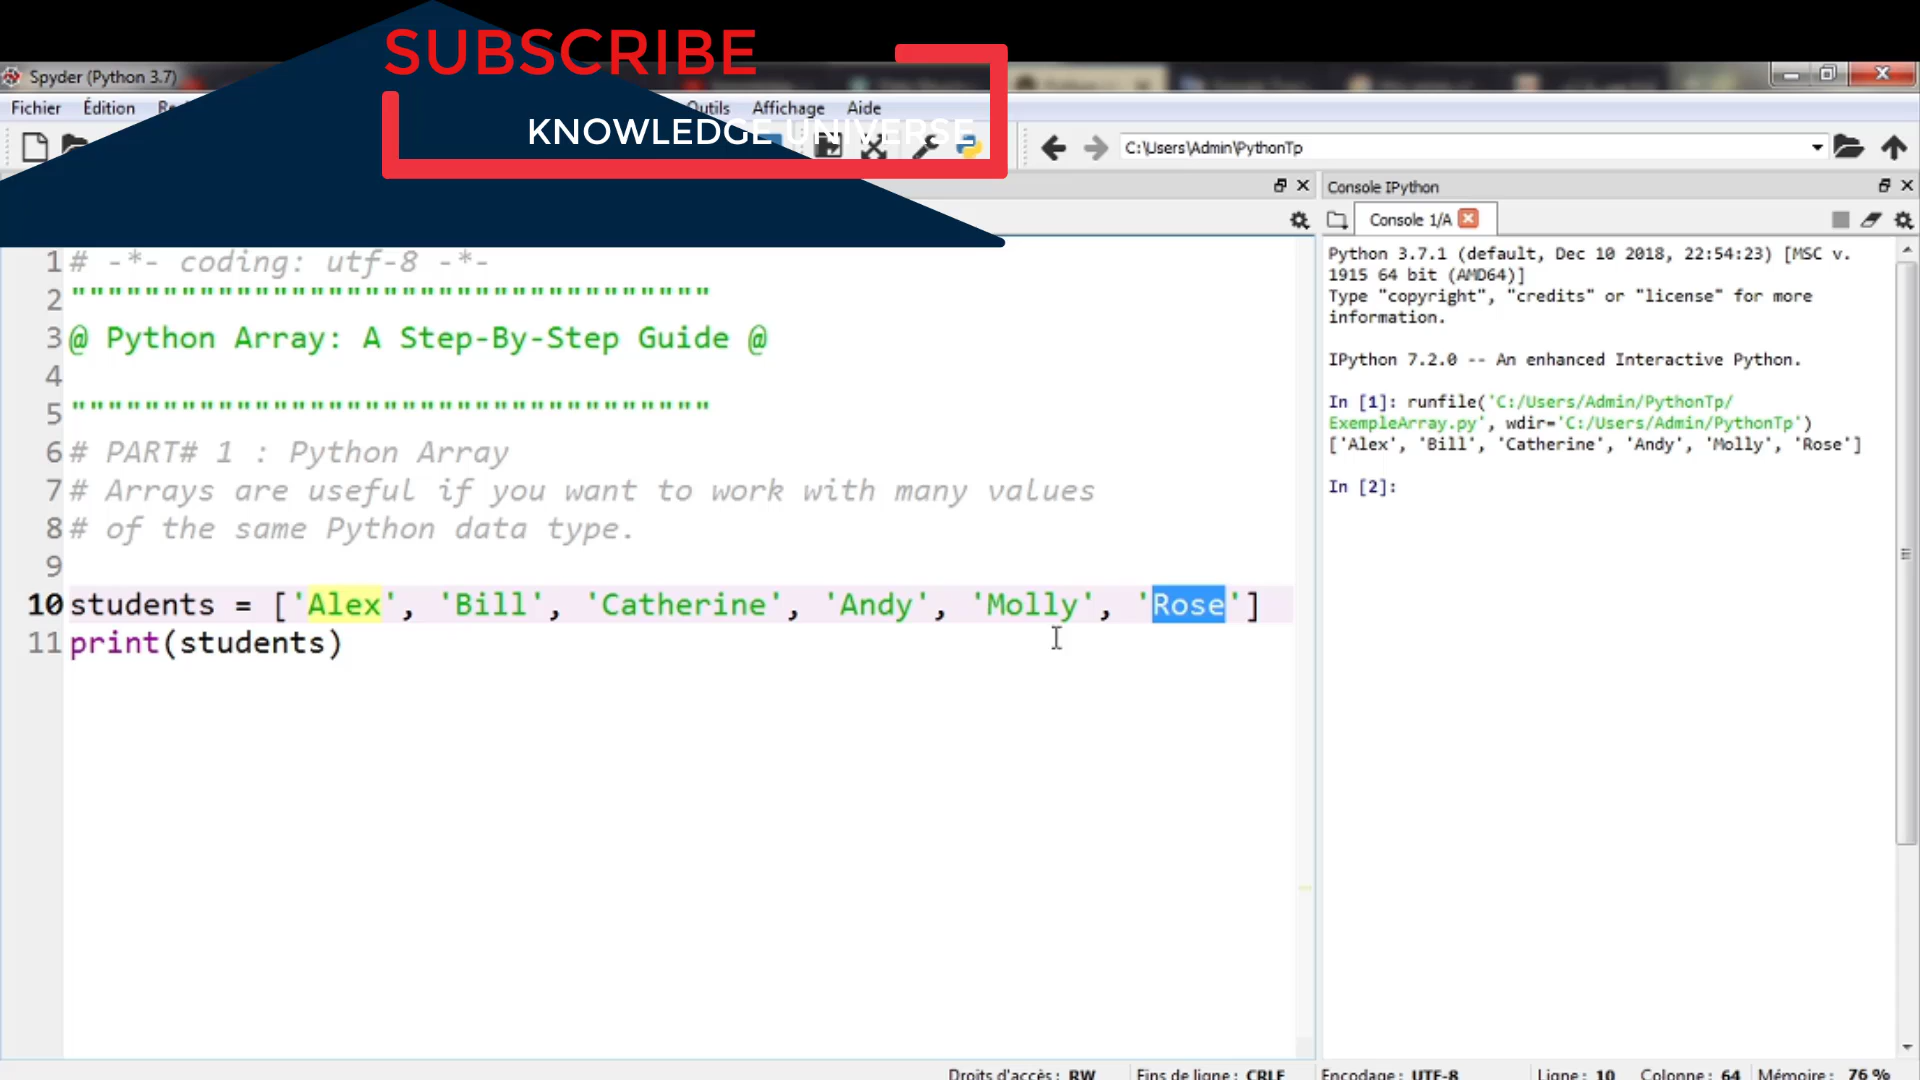 SUBSCRIBE
KNOWLEDGE UNIVERSE
Spyder (Python 3.7)
Fichier Édition Outils Affichage Aide
C:\Users\Admin\PythonTp
Console IPython
Console 1/A
1 # -*- coding: utf-8 -*-
2 """""""""""""""""""""""""""""""""""
3 @ Python Array: A Step-By-Step Guide @
4
5 """""""""""""""""""""""""""""""""""
6 # PART# 1 : Python Array
7 # Arrays are useful if you want to work with many values
8 # of the same Python data type.
9
10 students = ['Alex', 'Bill', 'Catherine', 'Andy', 'Molly', 'Rose']
11 print(students)
Python 3.7.1 (default, Dec 10 2018, 22:54:23) [MSC v.
1915 64 bit (AMD64)]
Type "copyright", "credits" or "license" for more
information.
IPython 7.2.0 -- An enhanced Interactive Python.
In [1]: runfile('C:/Users/Admin/PythonTp/
ExempleArray.py', wdir='C:/Users/Admin/PythonTp')
['Alex', 'Bill', 'Catherine', 'Andy', 'Molly', 'Rose']
In [2]:
Droits d'accès : RW Fins de ligne : CRLF Encodage : UTF-8 Ligne : 10 Colonne : 64 Mémoire : 76 %